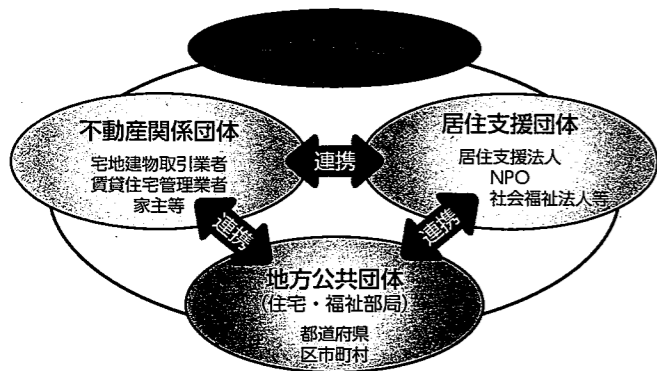 不動産関係団体
宅地建物取引業者
賃貸住宅管理業者
家主等
連携
居住支援団体
居住支援法人
NPO
社会福祉法人等
連携
連携
地方公共団体
(住宅・福祉部局)
都道府県
区市町村